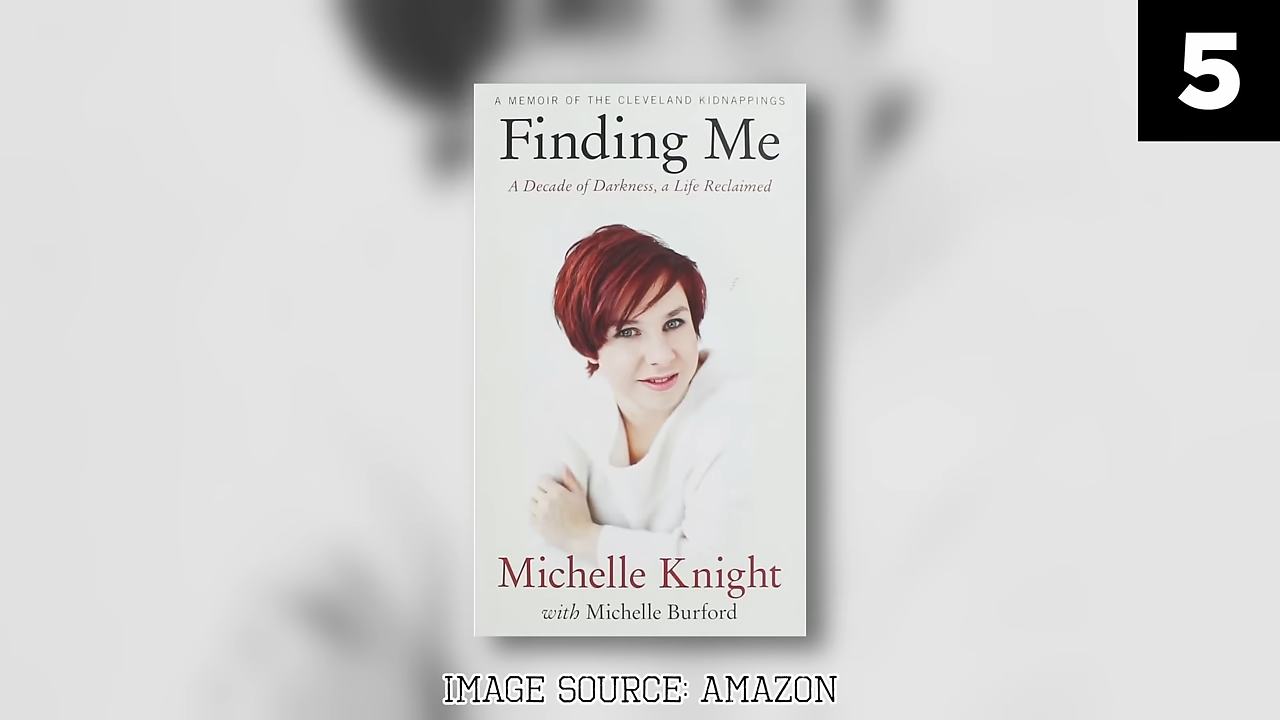 5
A MEMOIR OF THE CLEVELAND KIDNAPPINGS
Finding Me
A Decade of Darkness, a Life Reclaimed
Michelle Knight
with Michelle Burford
IMAGE SOURCE: AMAZON